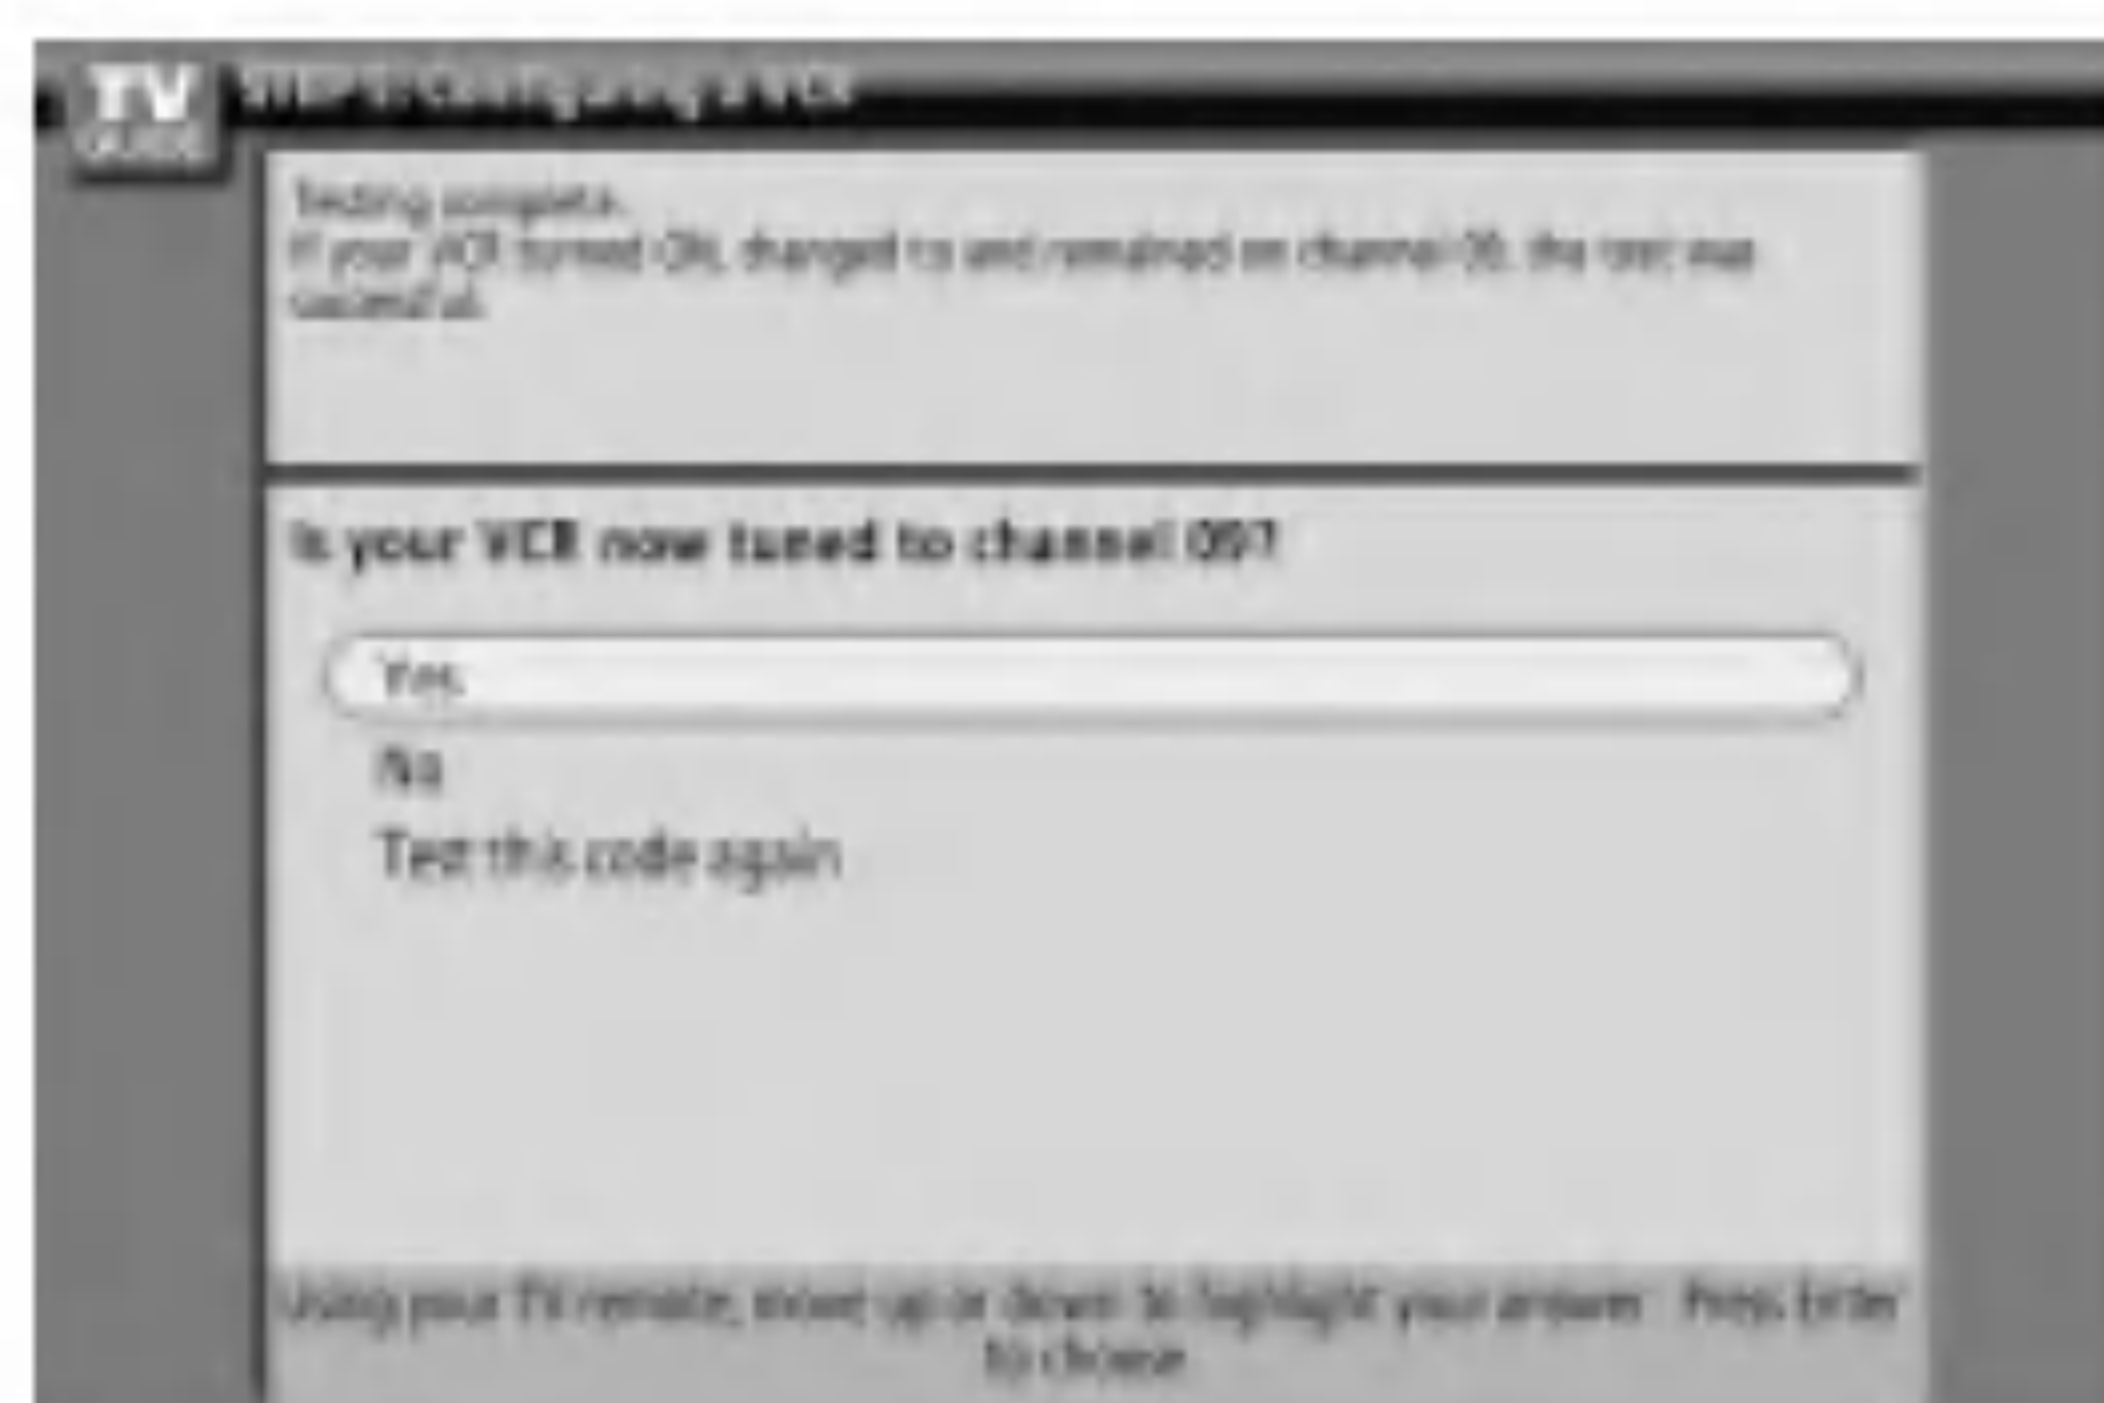 TV
GUIDE
Configuring a VCR
Testing complete.
If your VCR turned ON, changed to and remained on channel 09, the test was
successful.
Is your VCR now tuned to channel 09?
Yes
No
Test this code again
Using your TV remote, move up or down to highlight your answer. Press Enter
to choose